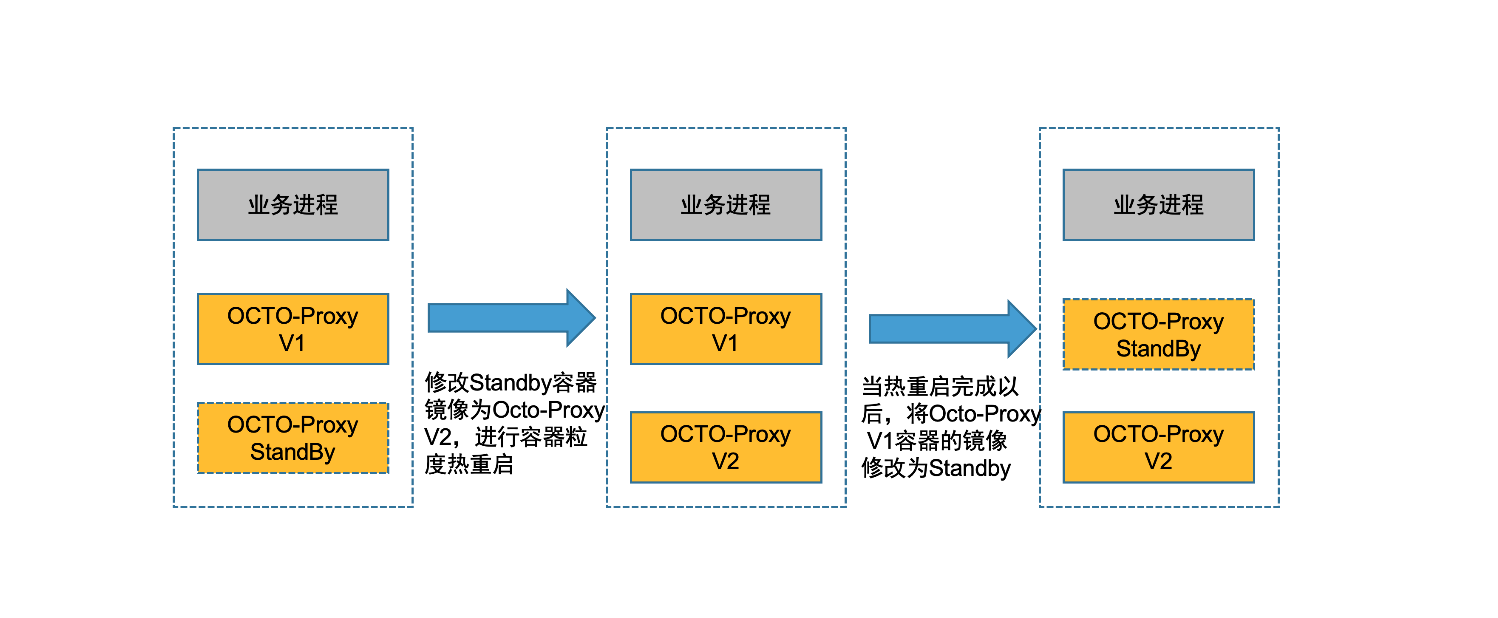 业务进程
OCTO-Proxy
V1
OCTO-Proxy
StandBy
修改Standby容器
镜像为Octo-Proxy
V2，进行容器粒
度热重启
业务进程
OCTO-Proxy
V1
OCTO-Proxy
V2
当热重启完成以
后，将Octo-Proxy
V1容器的镜像
修改为Standby
业务进程
OCTO-Proxy
StandBy
OCTO-Proxy
V2